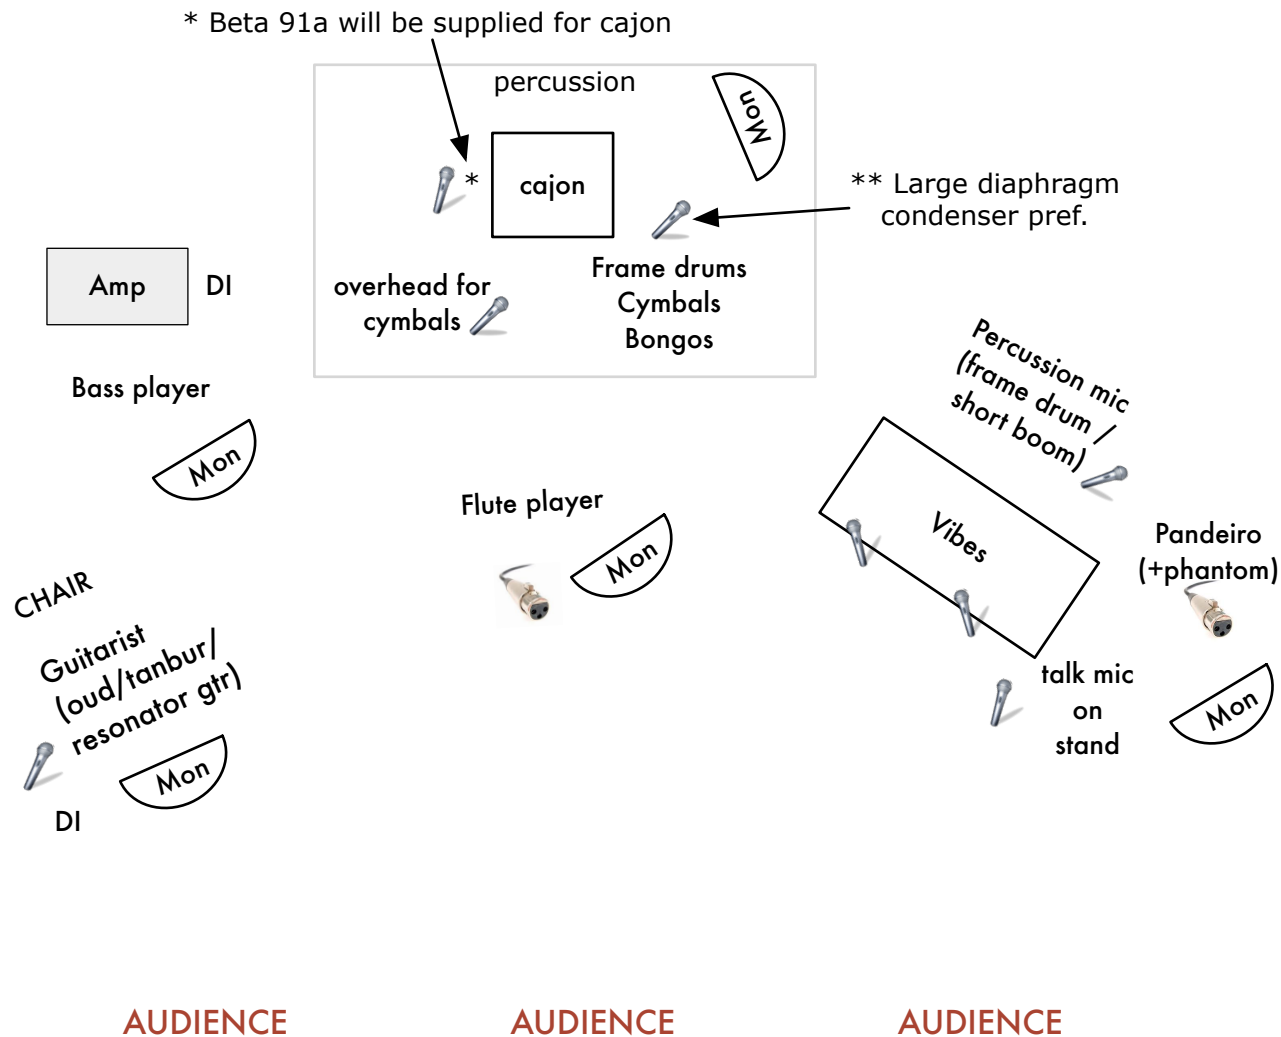 * Beta 91a will be supplied for cajon
percussion
Mon
*
cajon
** Large diaphragm
condenser pref.
Amp
DI
overhead for
cymbals
Frame drums
Cymbals
Bongos
Bass player
Mon
Percussion mic
(frame drum /
short boom)
Flute player
Mon
Vibes
Pandeiro
(+phantom)
CHAIR
Guitarist
(oud/tanbur/
resonator gtr)
Mon
DI
talk mic
on
stand
Mon
AUDIENCE
AUDIENCE
AUDIENCE